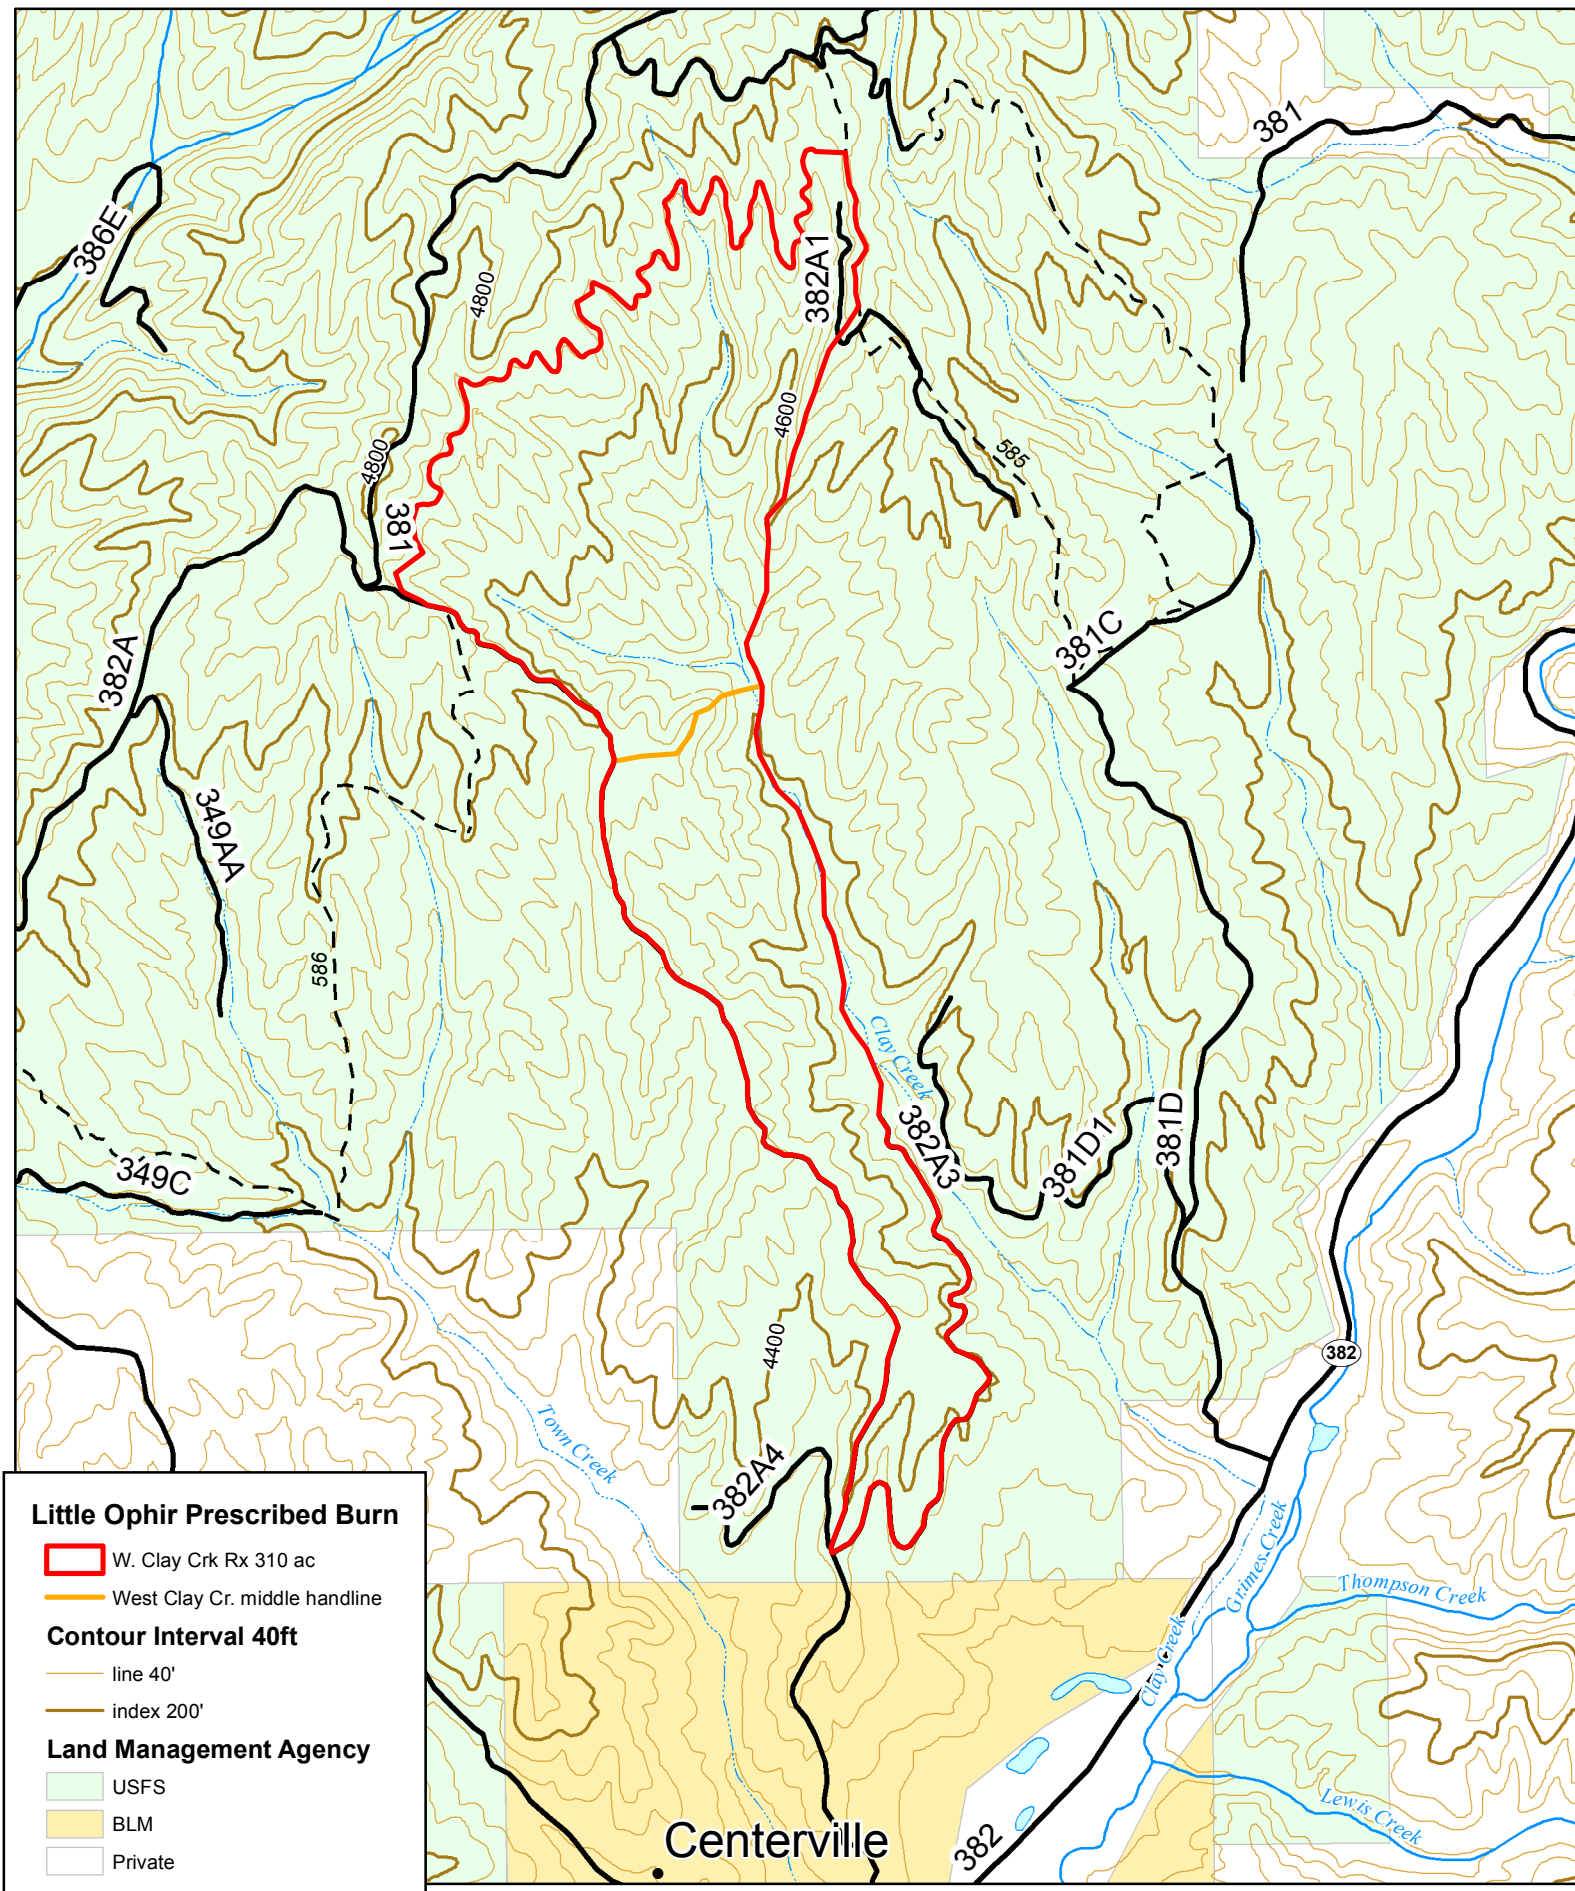 381
386E
4800
382A1
4600
4800
585
381
381C
382A
349AA
586
Clay Creek
382A3
381D1
381D
349C
382
4400
Town Creek
382A4
Grimes Creek
Thompson Creek
Clay Creek
Lewis Creek
382
Centerville
Little Ophir Prescribed Burn
W. Clay Crk Rx 310 ac
West Clay Cr. middle handline
Contour Interval 40ft
line 40'
index 200'
Land Management Agency
USFS
BLM
Private